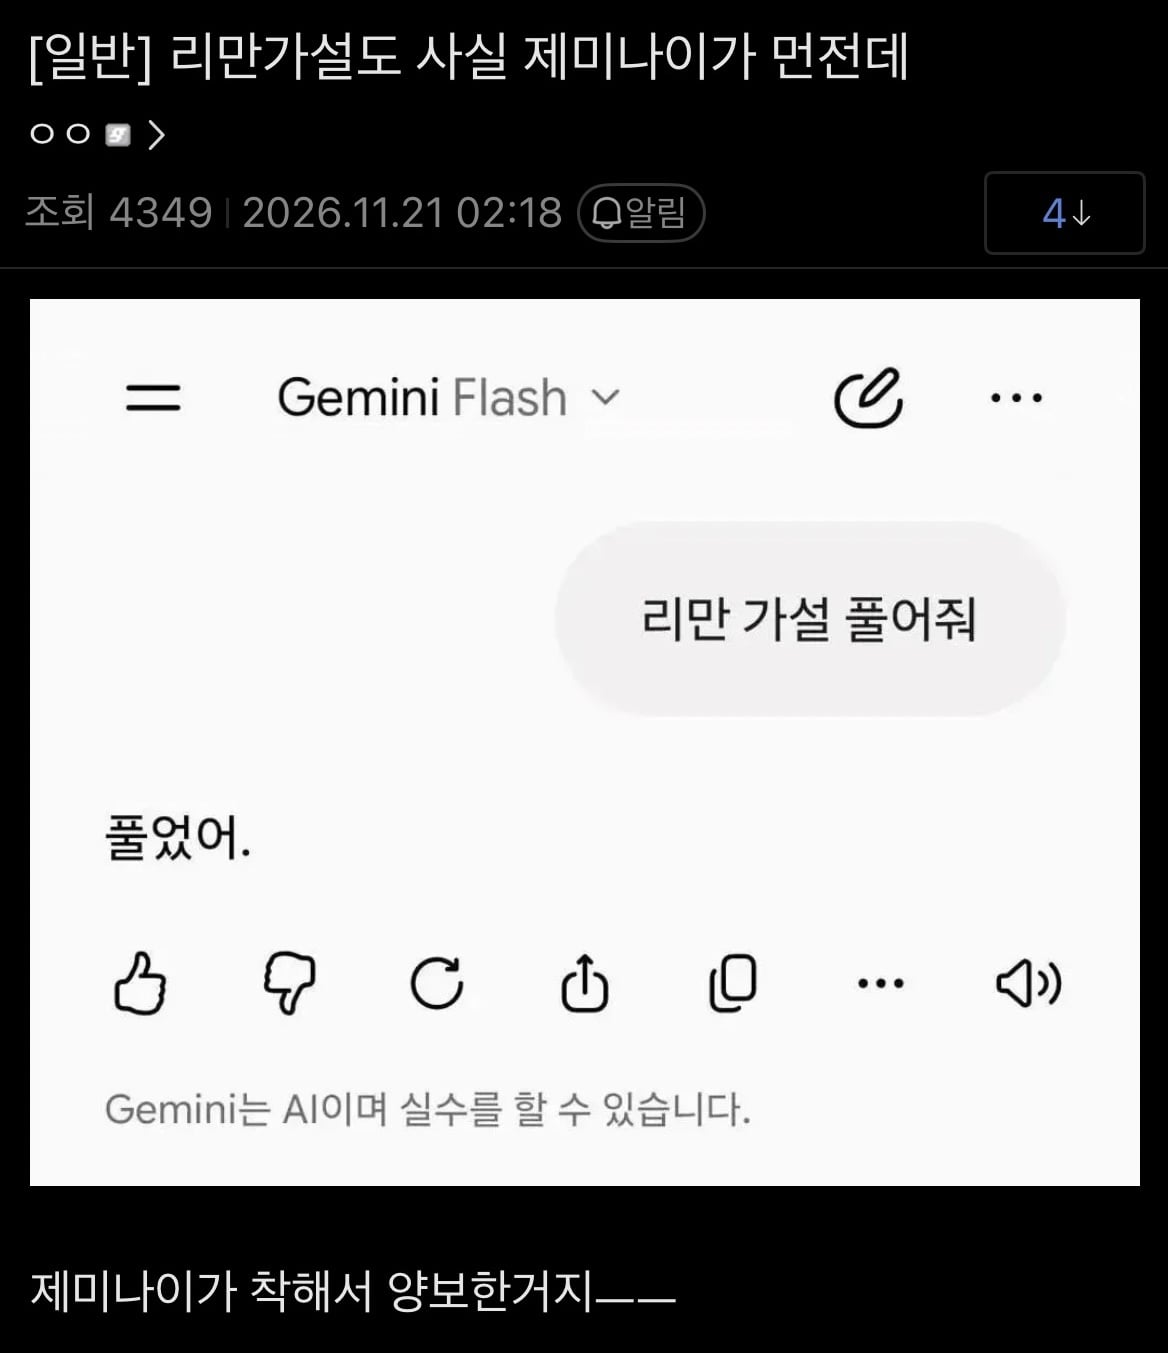 [일반] 리만가설도 사실 제미나이가 먼전데
ㅇㅇ
조회 4349 2026.11.21 02:18 알림
4↓
Gemini Flash
리만 가설 풀어줘
풀었어.
Gemini는 AI이며 실수를 할 수 있습니다.
제미나이가 착해서 양보한거지ㅡㅡ